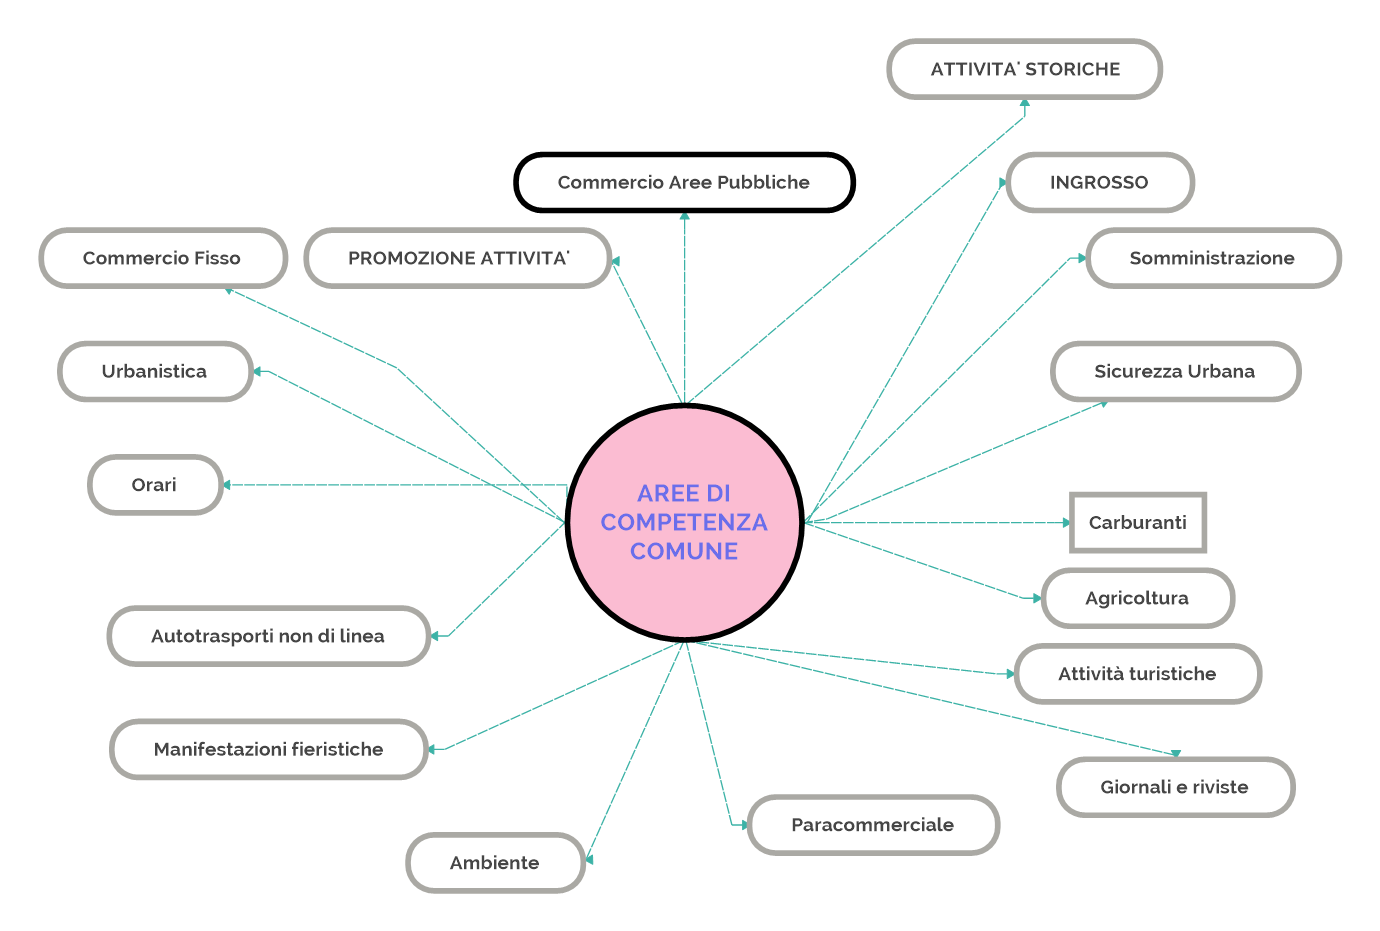 ATTIVITA' STORICHE
Commercio Aree Pubbliche
INGROSSO
Commercio Fisso
PROMOZIONE ATTIVITA'
Somministrazione
Urbanistica
Sicurezza Urbana
Orari
AREE DI
COMPETENZA
COMUNE
Carburanti
Agricoltura
Autotrasporti non di linea
Attività turistiche
Manifestazioni fieristiche
Giornali e riviste
Paracommerciale
Ambiente